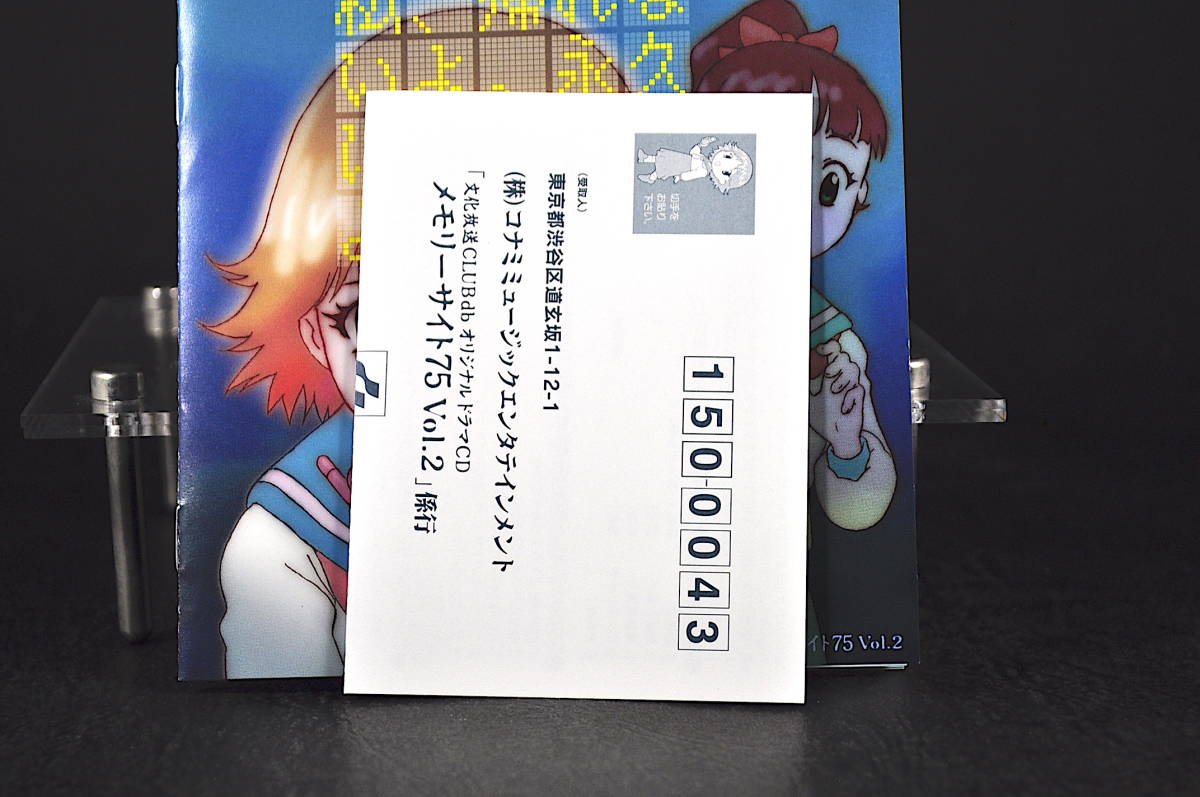 切手を
お貼り
下さい。
1500043
(受取人)
東京都渋谷区道玄坂1-12-1
(株)コナミミュージックエンタテインメント
「文化放送CLUBdb オリジナルドラマCD
メモリーサイト75 Vol.2」係行
イト75 Vol.2